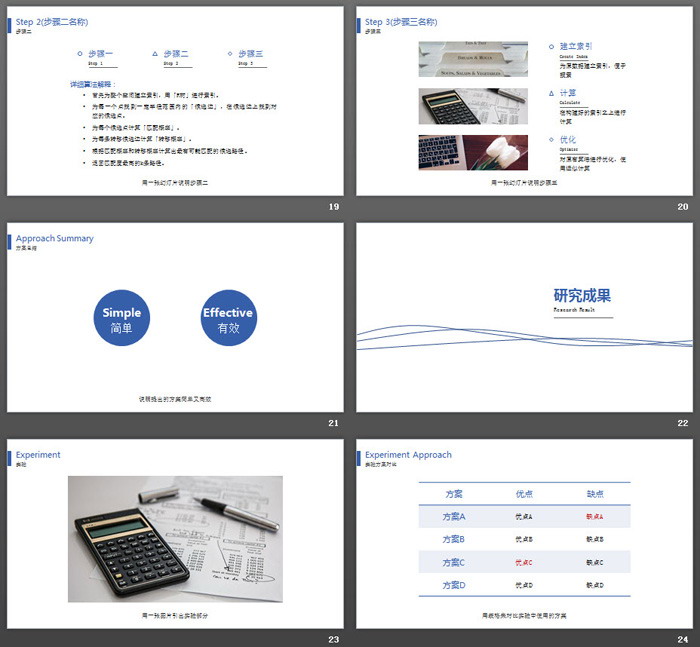 Step 2(步骤二名称)
步骤二
步骤一
Step 1
步骤二
Step 2
步骤三
Step 3
详细算法解释：
• 首先为整个空间建立索引，用「R树」进行索引。
• 为每一个点找到一定半径范围内的「候选边」，在候选边上找到对应的候选点。
• 为每个候选点计算「匹配概率」。
• 为每条转移候选边计算「转移概率」。
• 根据匹配概率和转移概率计算出最有可能匹配的候选路径。
• 返回匹配度最高的k条路径。
用一张幻灯片说明步骤二
19
Step 3(步骤三名称)
步骤三
建立索引
Create Index
为原数据建立索引，便于
搜索
计算
Calculate
在构建好的索引之上进行
计算
优化
Optimize
对原有算法进行优化，使
用近似计算
用一张幻灯片说明步骤三
20
Approach Summary
方案总结
Simple
简单
Effective
有效
说明提出的方案简单又有效
21
研究成果
Research Result
22
Experiment
实验
用一张图片引出实验部分
23
Experiment Approach
实验方案对比
方案 优点 缺点
方案A 优点A 缺点A
方案B 优点B 缺点B
方案C 优点C 缺点C
方案D 优点D 缺点D
用表格来对比实验中使用的方案
24